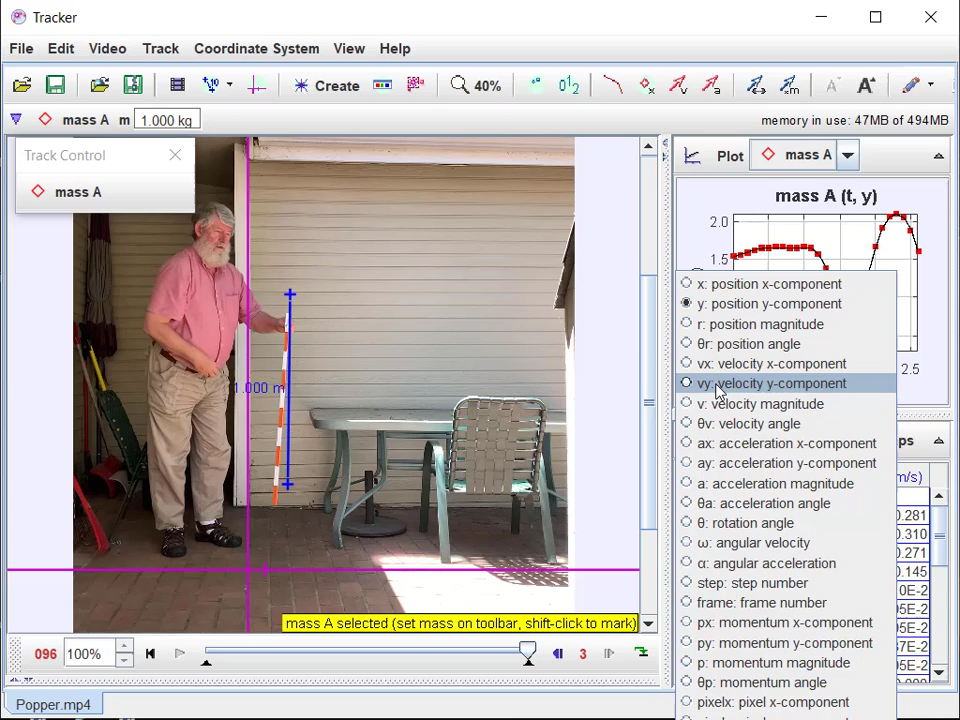 Tracker
File Edit Video Track Coordinate System View Help
Create 40%
mass A m 1.000 kg memory in use: 47MB of 494MB
Track Control
mass A
Plot mass A
mass A (t, y)
2.0
1.5
2.5
x: position x-component
y: position y-component
r: position magnitude
θr: position angle
vx: velocity x-component
vy: velocity y-component
v: velocity magnitude
θv: velocity angle
ax: acceleration x-component
ay: acceleration y-component
a: acceleration magnitude
θa: acceleration angle
θ: rotation angle
ω: angular velocity
α: angular acceleration
step: step number
frame: frame number
px: momentum x-component
py: momentum y-component
p: momentum magnitude
θp: momentum angle
pixelx: pixel x-component
1.000 m
mass A selected (set mass on toolbar, shift-click to mark)
096 100% 3
Popper.mp4